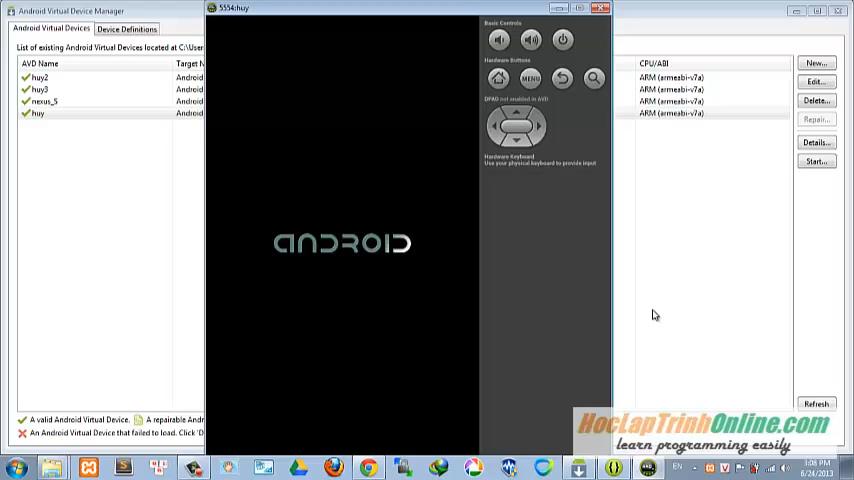 Android Virtual Device Manager
Android Virtual Devices
Device Definitions
List of existing Android Virtual Devices located at C:\User
AVD Name
Target N
CPU/ABI
huy2
Android
ARM (armeabi-v7a)
huy3
Android
ARM (armeabi-v7a)
nexus_5
Android
ARM (armeabi-v7a)
huy
Android
ARM (armeabi-v7a)
New...
Edit...
Delete...
Repair...
Details...
Start...
Refresh
5554:huy
Basic Controls
Hardware Buttons
MENU
DPAD not enabled in AVD
Hardware Keyboard
Use your physical keyboard to provide input
ANDROID
A valid Android Virtual Device.
A repairable Andr
An Android Virtual Device that failed to load. Click 'D
HocLapTrinhOnline.com
learn programming easily
EN
3:08 PM
6/24/2013